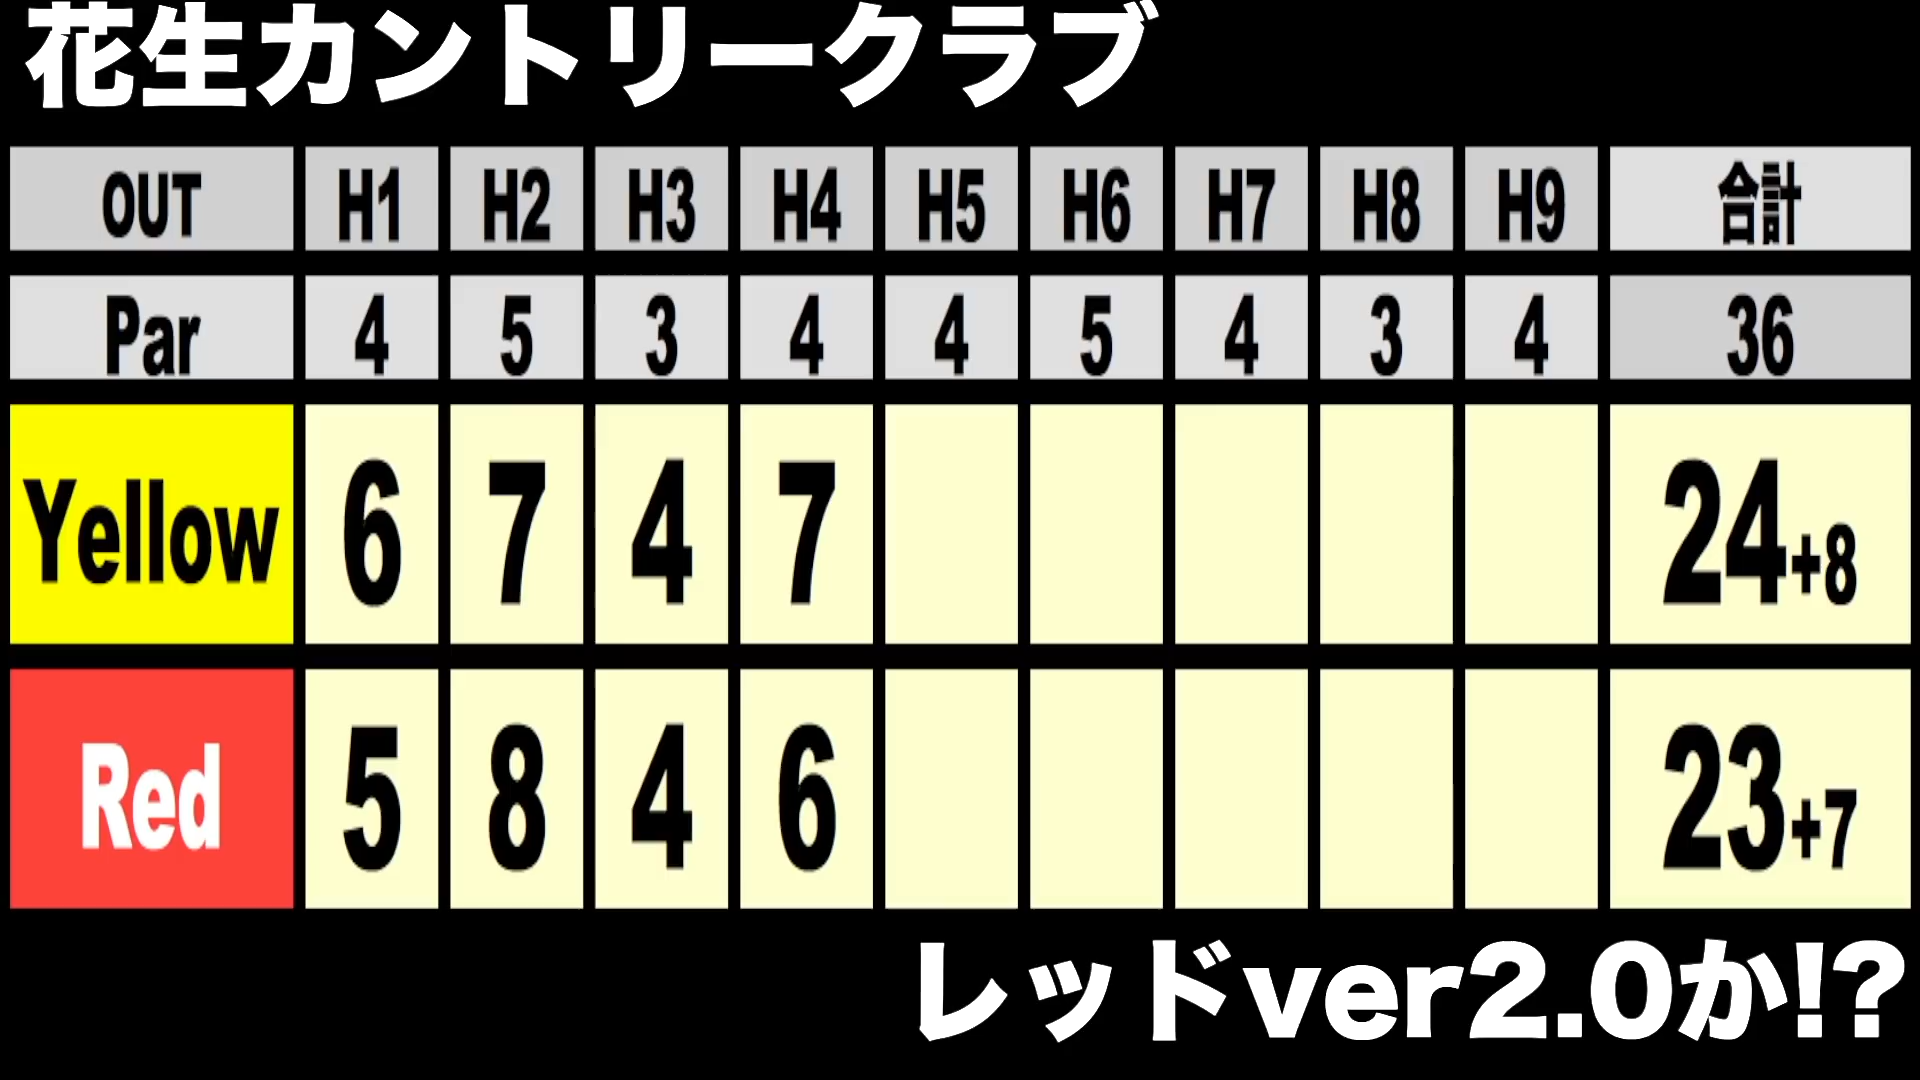 花生カントリークラブ
OUT H1 H2 H3 H4 H5 H6 H7 H8 H9 合計
Par 4 5 3 4 4 5 4 3 4 36
Yellow 6 7 4 7 24+8
Red 5 8 4 6 23+7
レッドver2.0か!?